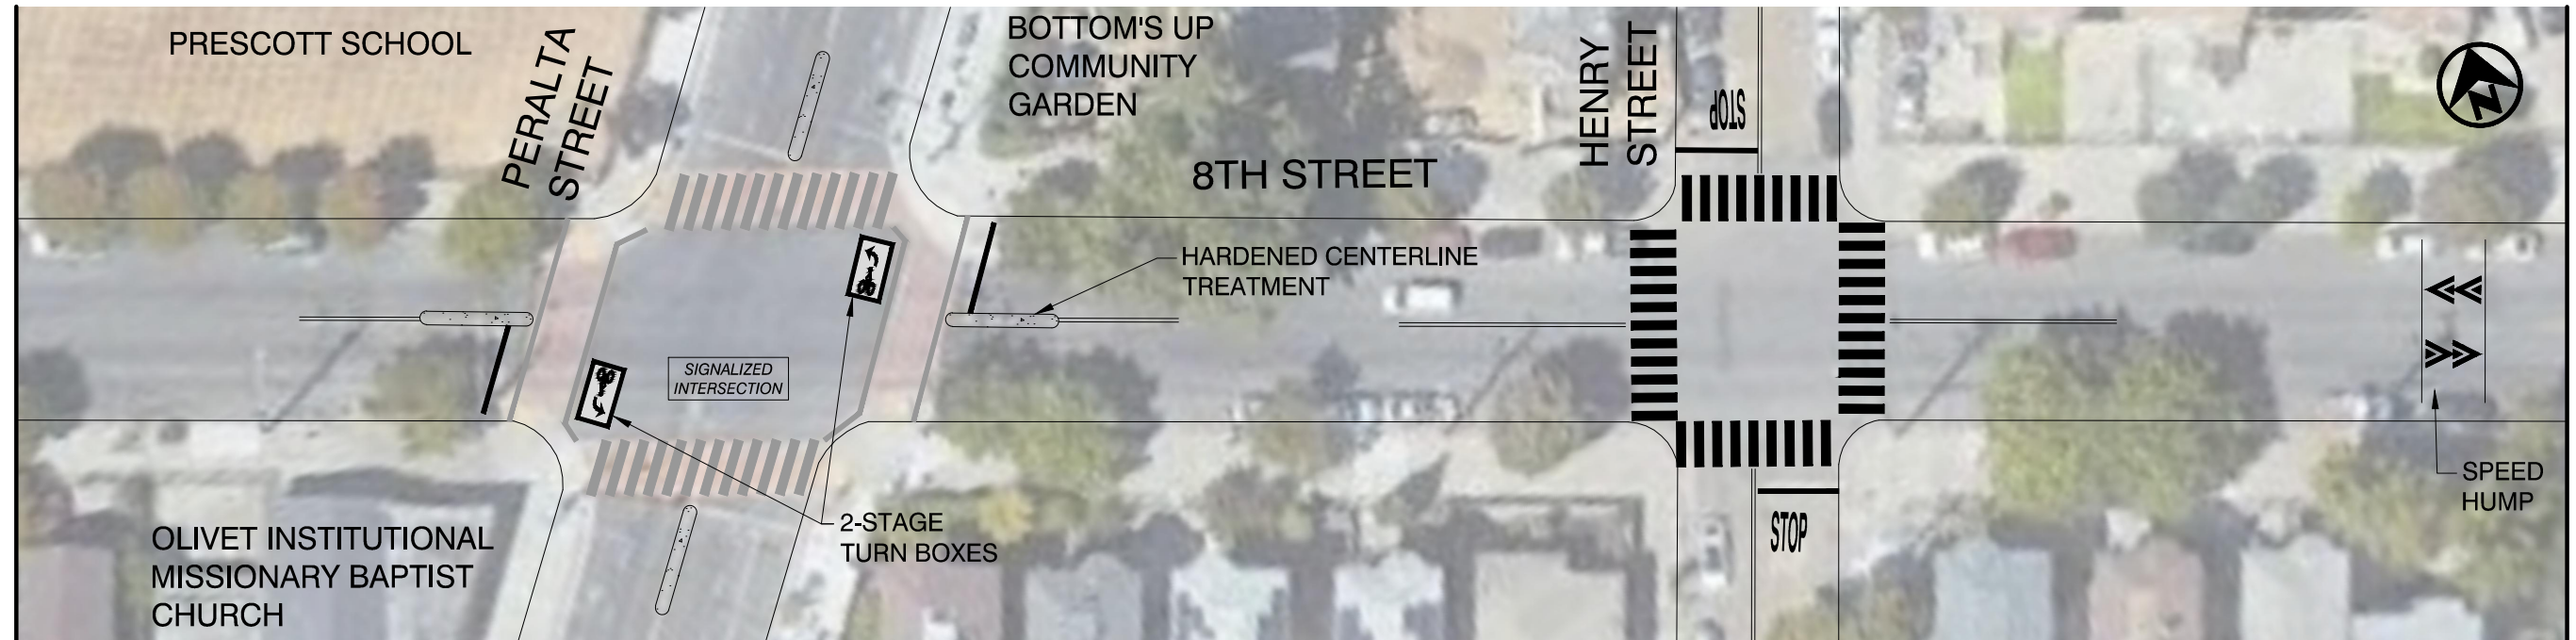 PRESCOTT SCHOOL
PERALTA
STREET
BOTTOM'S UP
COMMUNITY
GARDEN
8TH STREET
HENRY
STREET
STOP
N
HARDENED CENTERLINE
TREATMENT
SIGNALIZED
INTERSECTION
2-STAGE
TURN BOXES
OLIVET INSTITUTIONAL
MISSIONARY BAPTIST
CHURCH
STOP
SPEED
HUMP